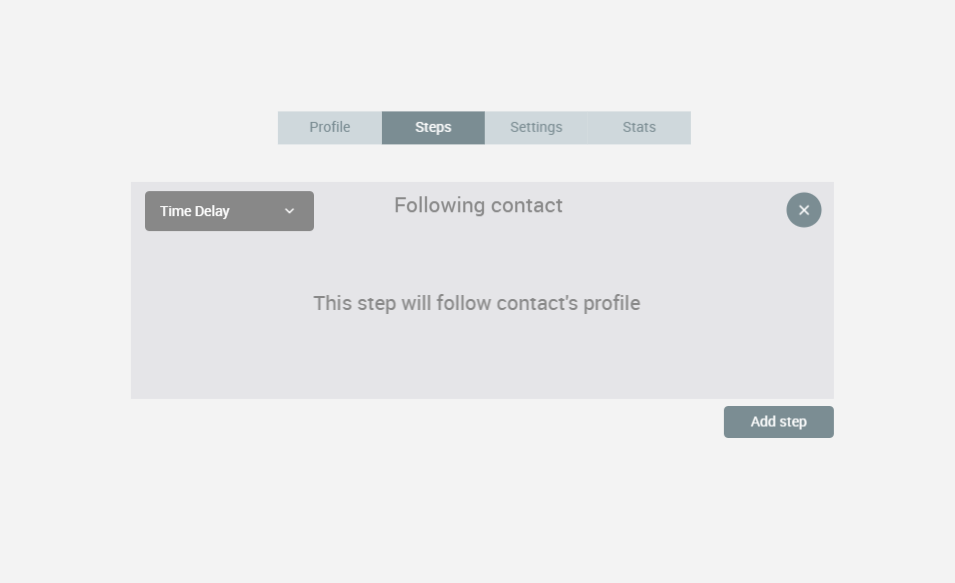 Profile Steps Settings Stats
Time Delay
Following contact
This step will follow contact's profile
Add step